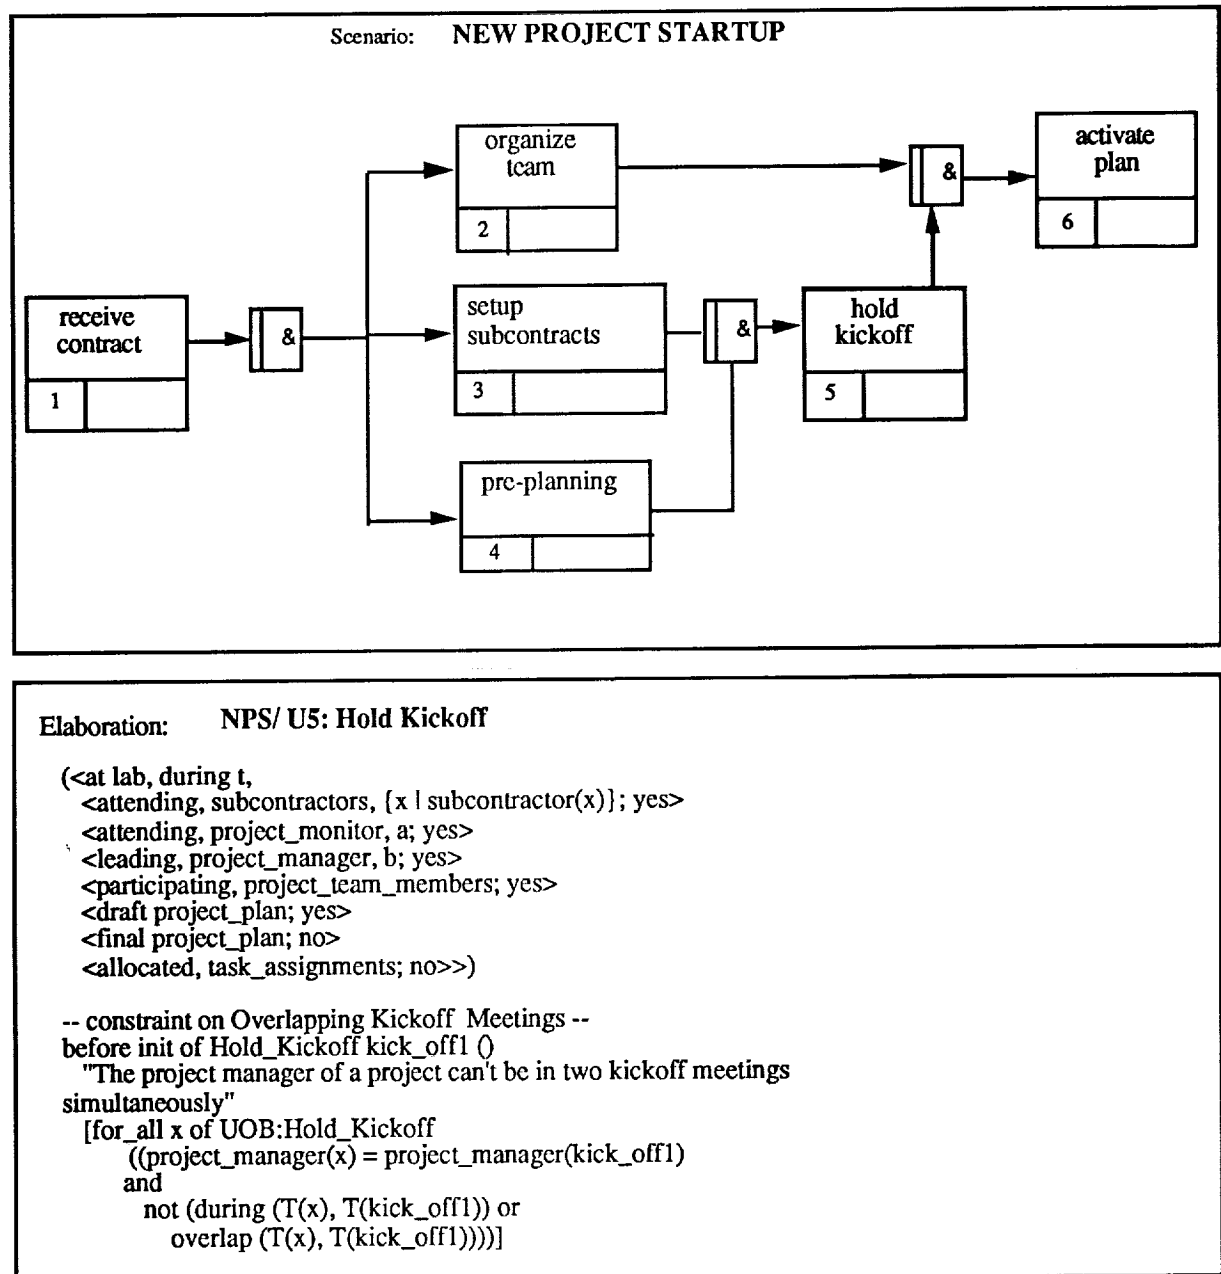 Scenario: NEW PROJECT STARTUP
organize
team
2
activate
plan
6
&
receive
contract
1
&
setup
subcontracts
3
&
hold
kickoff
5
pre-planning
4
Elaboration: NPS/ U5: Hold Kickoff
(<at lab, during t,
<attending, subcontractors, {x | subcontractor(x)}; yes>
<attending, project_monitor, a; yes>
<leading, project_manager, b; yes>
<participating, project_team_members; yes>
<draft project_plan; yes>
<final project_plan; no>
<allocated, task_assignments; no>>)
-- constraint on Overlapping Kickoff Meetings --
before init of Hold_Kickoff kick_off1 ()
"The project manager of a project can't be in two kickoff meetings
simultaneously"
[for_all x of UOB:Hold_Kickoff
((project_manager(x) = project_manager(kick_off1)
and
not (during (T(x), T(kick_off1)) or
overlap (T(x), T(kick_off1))))]